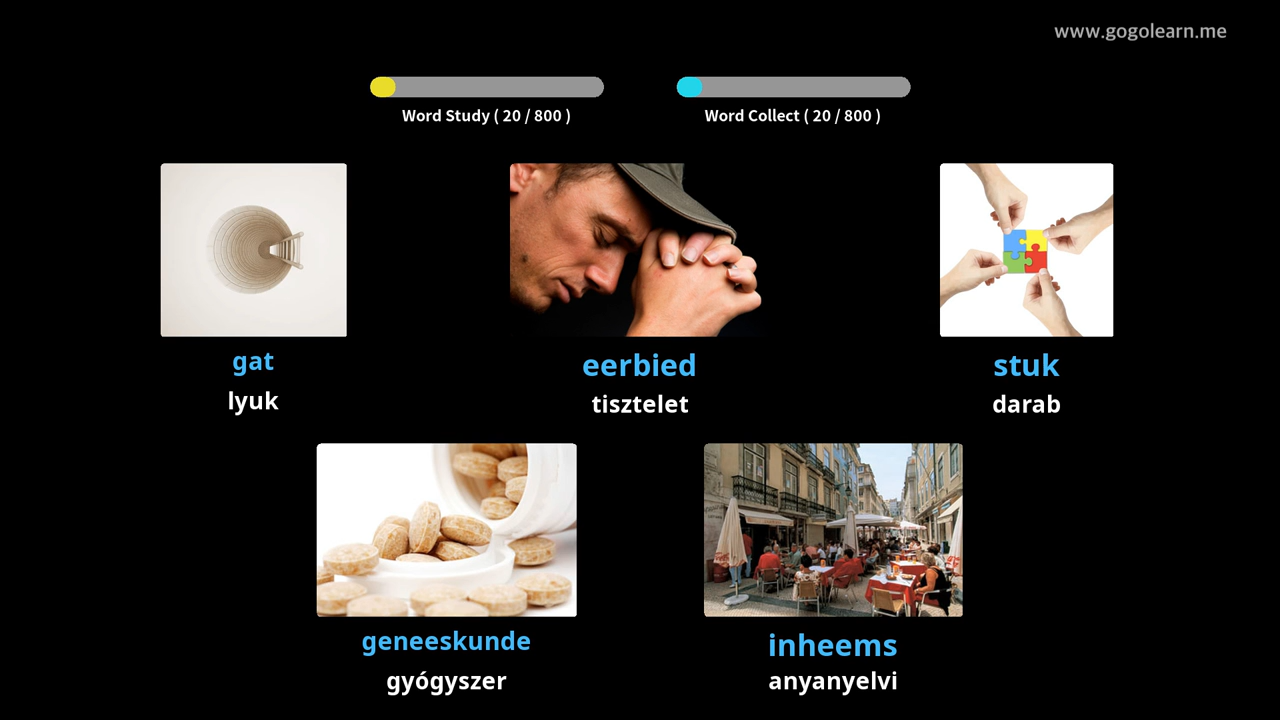 www.gogolearn.me
Word Study ( 20 / 800 )
Word Collect ( 20 / 800 )
gat
lyuk
eerbied
tisztelet
stuk
darab
geneeskunde
gyógyszer
inheems
anyanyelvi